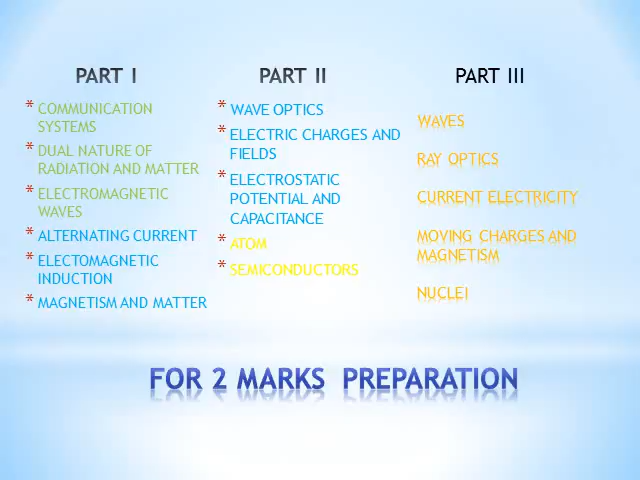 PART I
* COMMUNICATION
SYSTEMS
* DUAL NATURE OF
RADIATION AND MATTER
* ELECTROMAGNETIC
WAVES
* ALTERNATING CURRENT
* ELECTOMAGNETIC
INDUCTION
* MAGNETISM AND MATTER
PART II
* WAVE OPTICS
* ELECTRIC CHARGES AND
FIELDS
* ELECTROSTATIC
POTENTIAL AND
CAPACITANCE
* ATOM
* SEMICONDUCTORS
PART III
WAVES
RAY OPTICS
CURRENT ELECTRICITY
MOVING CHARGES AND
MAGNETISM
NUCLEI
FOR 2 MARKS PREPARATION